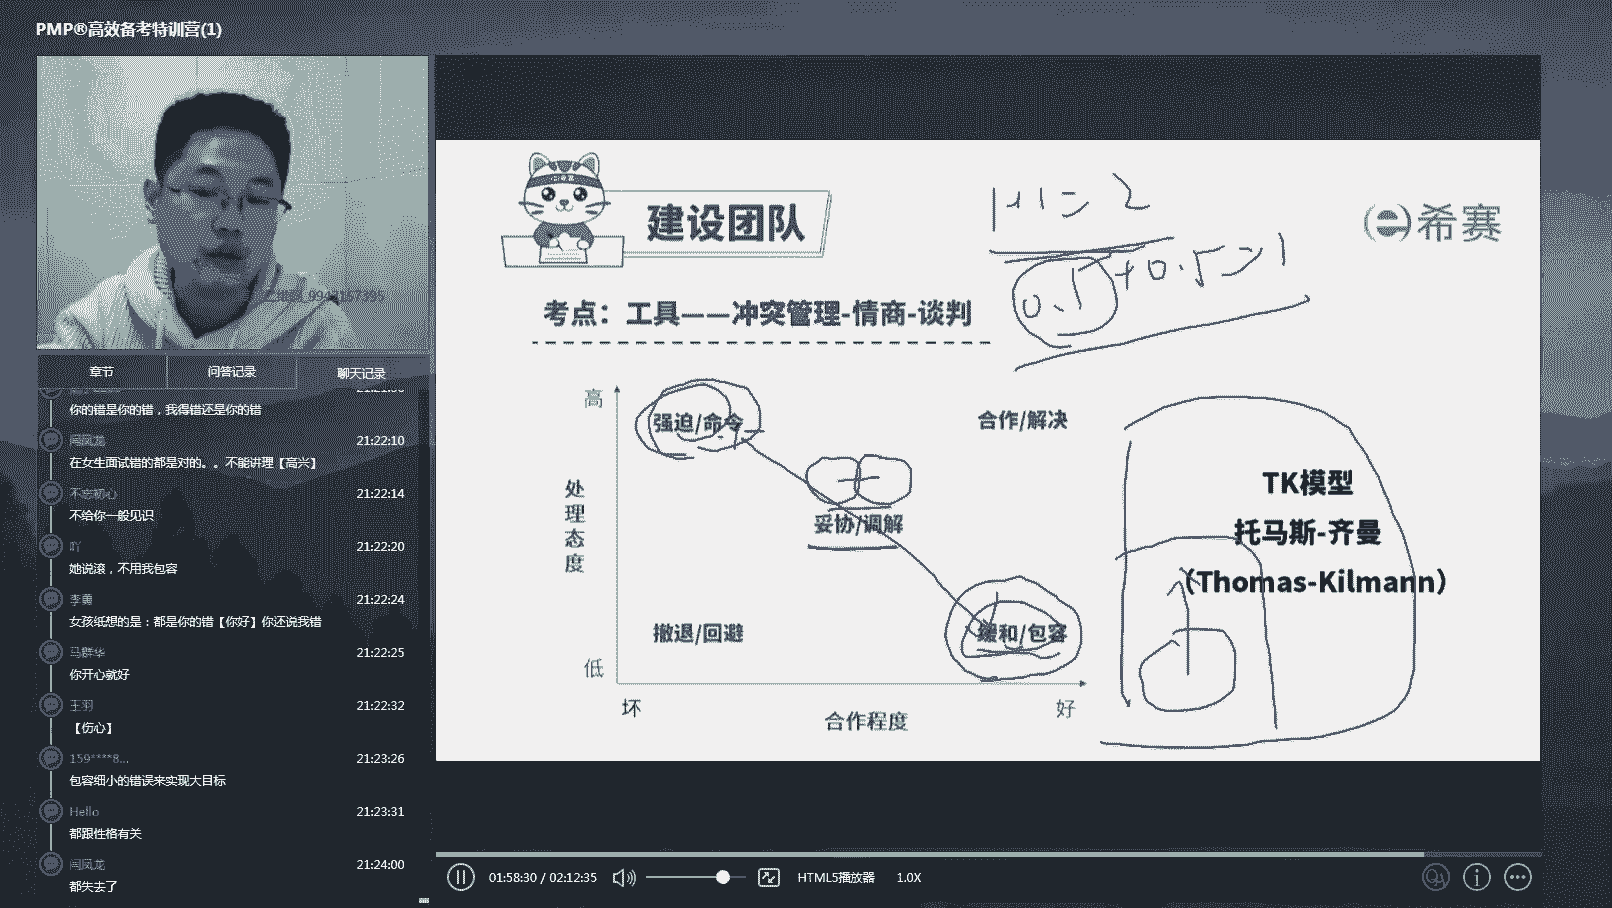 PMP®高效备考特训营(1)
章节
问答记录
聊天记录
你的错是你的错，我得错还是你的错
闾凤龙
21:22:10
在女生面试错的都是对的。。不能讲理【高兴】
不忘初心
21:22:14
不给你一般见识
吖
21:22:20
她说滚，不用我包容
李勇
21:22:24
女孩纸想的是：都是你的错【你好】你还说我错
马群华
21:22:25
你开心就好
王羽
21:22:32
【伤心】
159****8...
21:23:26
包容细小的错误来实现大目标
Hello
21:23:31
都跟性格有关
闾凤龙
21:24:00
都失去了
建设团队
希赛
1+1=2
考点：工具——冲突管理-情商-谈判
高
强迫/命令
合作/解决
处理态度
妥协/调解
撤退/回避
缓和/包容
低
坏
合作程度
好
TK模型
托马斯-齐曼
（Thomas-Kilmann）
01:58:30 / 02:12:35
HTML5播放器
1.0X